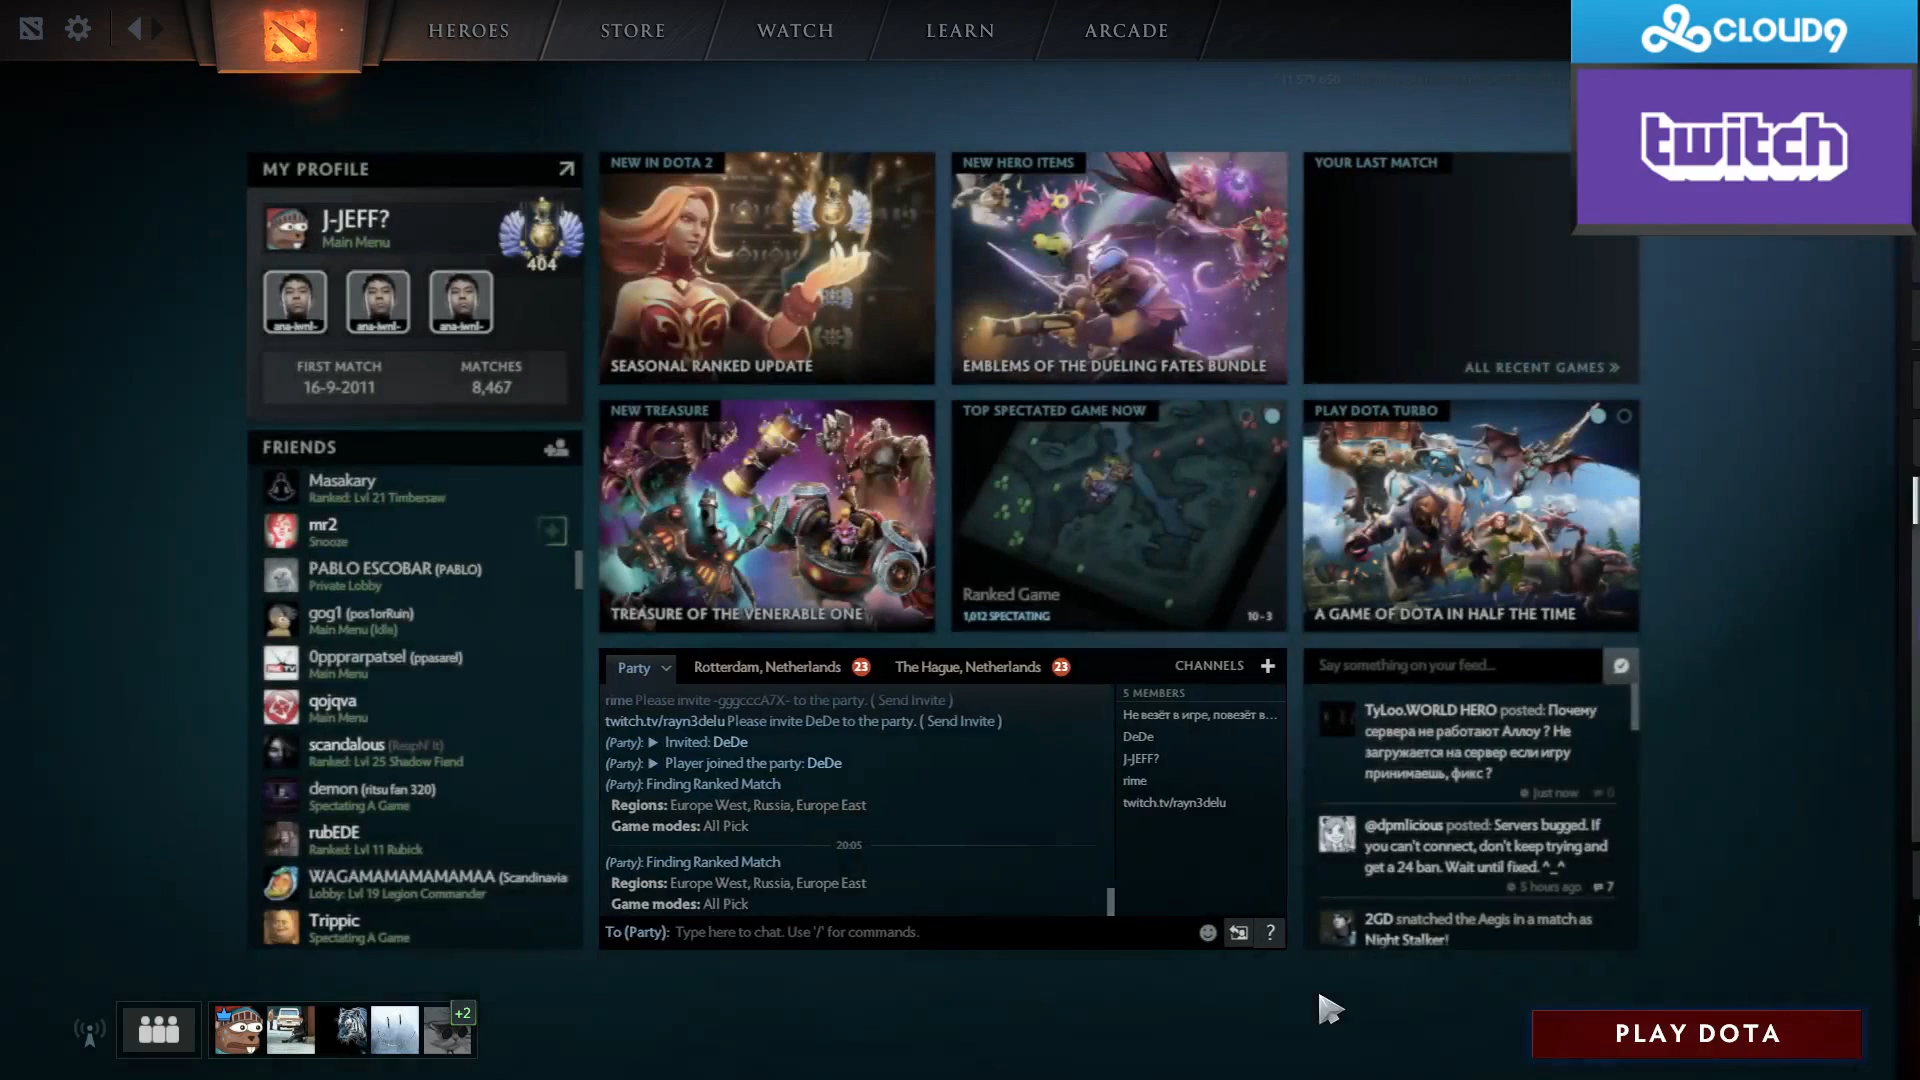 HEROES
STORE
WATCH
LEARN
ARCADE
CLOUD9
twitch
MY PROFILE
J-JEFF?
Main Menu
404
ana-iwnl-
ana-iwnl-
ana-iwnl-
FIRST MATCH
16-9-2011
MATCHES
8,467
FRIENDS
Masakary
Ranked: Lvl 21 Timbersaw
mr2
Snooze
PABLO ESCOBAR (PABLO)
Private Lobby
gog1 (pos1orRuin)
Main Menu (Idle)
0ppprarpatsel (ppasarel)
Main Menu
qojqva
Main Menu
scandalous (RespN' It)
Ranked: Lvl 25 Shadow Fiend
demon (ritsu fan 320)
Spectating A Game
rubEDE
Ranked: Lvl 11 Rubick
WAGAMAMAMAMAA (Scandinavia
Lobby: Lvl 19 Legion Commander
Trippic
Spectating A Game
NEW IN DOTA 2
SEASONAL RANKED UPDATE
NEW HERO ITEMS
EMBLEMS OF THE DUELING FATES BUNDLE
YOUR LAST MATCH
ALL RECENT GAMES »
NEW TREASURE
TREASURE OF THE VENERABLE ONE
TOP SPECTATED GAME NOW
Ranked Game
1,012 SPECTATING
10-3
PLAY DOTA TURBO
A GAME OF DOTA IN HALF THE TIME
Party
Rotterdam, Netherlands 23
The Hague, Netherlands 23
CHANNELS +
rime Please invite -ggcccA7X- to the party. ( Send Invite )
twitch.tv/rayn3delu Please invite DeDe to the party. ( Send Invite )
(Party): ► Invited: DeDe
(Party): ► Player joined the party: DeDe
(Party): Finding Ranked Match
Regions: Europe West, Russia, Europe East
Game modes: All Pick
20:05
(Party): Finding Ranked Match
Regions: Europe West, Russia, Europe East
Game modes: All Pick
To (Party): Type here to chat. Use '/' for commands.
?
5 MEMBERS
Не везёт в игре, повезёт в...
DeDe
J-JEFF?
rime
twitch.tv/rayn3delu
Say something on your feed...
TyLoo.WORLD HERO posted: Почему
сервера не работают Аллоу ? Не
загружается на сервер если игру
принимаешь, фикс ?
Just now 0
@dpmlicious posted: Servers bugged. If
you can't connect, don't keep trying and
get a 24 ban. Wait until fixed. ^_^
5 hours ago 7
2GD snatched the Aegis in a match as
Night Stalker!
+2
PLAY DOTA